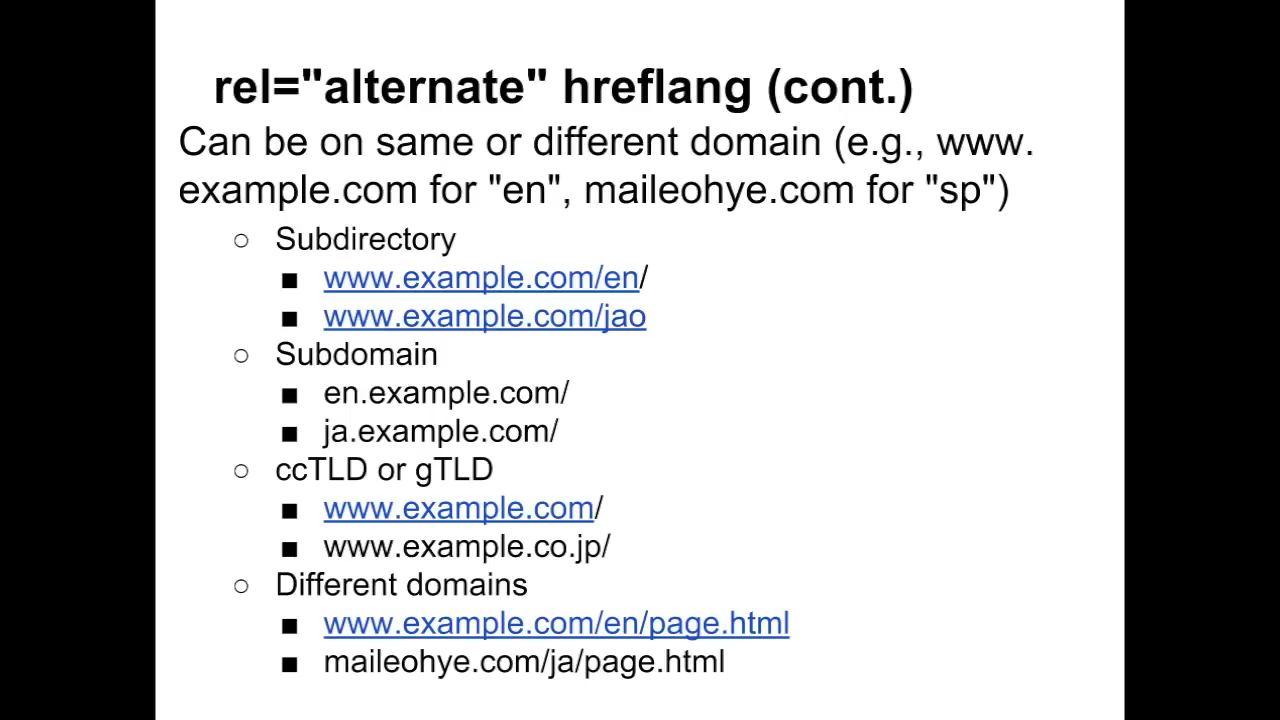 rel="alternate" hreflang (cont.)
Can be on same or different domain (e.g., www.
example.com for "en", maileohye.com for "sp")
○ Subdirectory
■ www.example.com/en/
■ www.example.com/jao
○ Subdomain
■ en.example.com/
■ ja.example.com/
○ ccTLD or gTLD
■ www.example.com/
■ www.example.co.jp/
○ Different domains
■ www.example.com/en/page.html
■ maileohye.com/ja/page.html